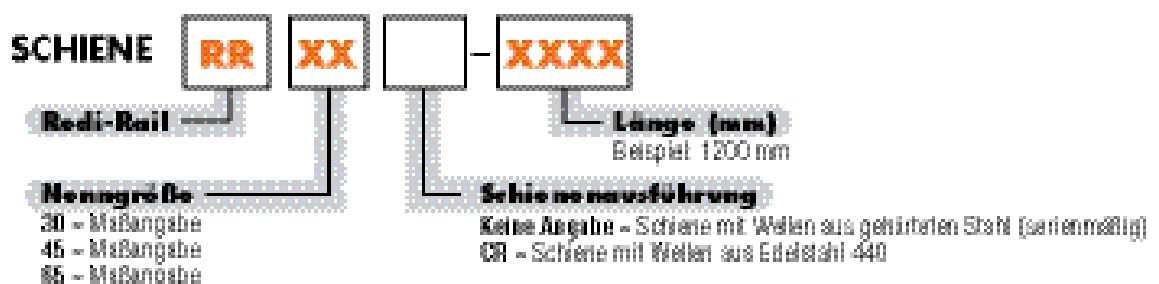 SCHIENE RR XX - XXXX
Redi-Rail
Länge (mm)
Beispiel: 1200 mm
Nenngröße
30 – Maßangabe
45 – Maßangabe
65 – Maßangabe
Schienenausführung
Keine Angabe – Schiene mit Wellen aus gehärteten Stahl (serienmäßig)
CR – Schiene mit Wellen aus Edelstahl 440